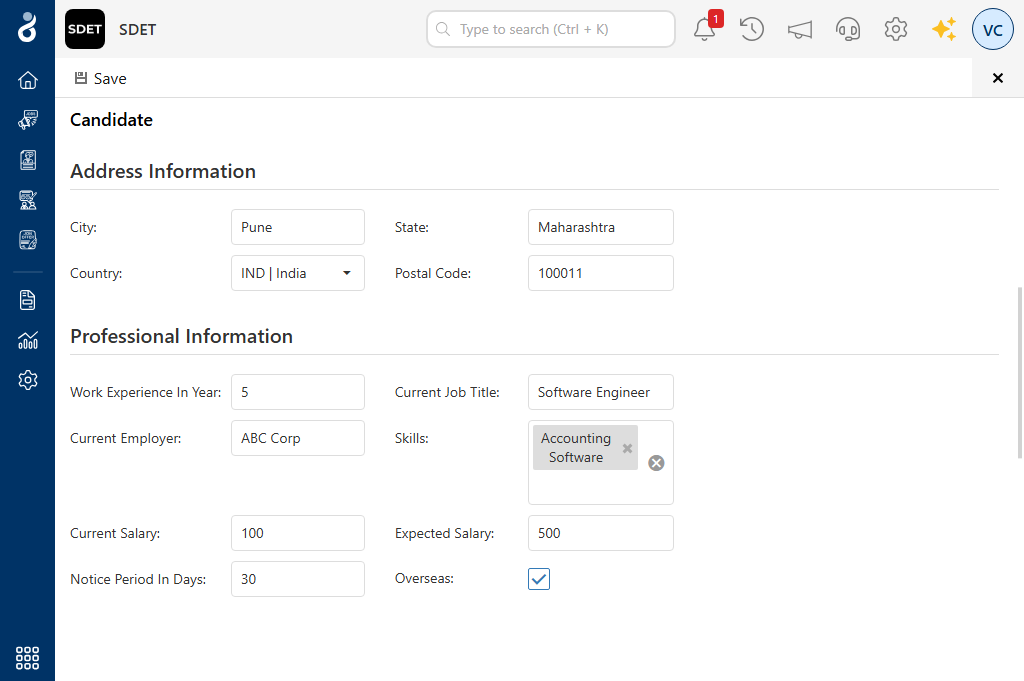 SDET SDET Type to search (Ctrl + K) 1 VC
Save
Candidate
Address Information
City: Pune State: Maharashtra
Country: IND | India Postal Code: 100011
Professional Information
Work Experience In Year: 5 Current Job Title: Software Engineer
Current Employer: ABC Corp Skills: Accounting
Software
Current Salary: 100 Expected Salary: 500
Notice Period In Days: 30 Overseas: